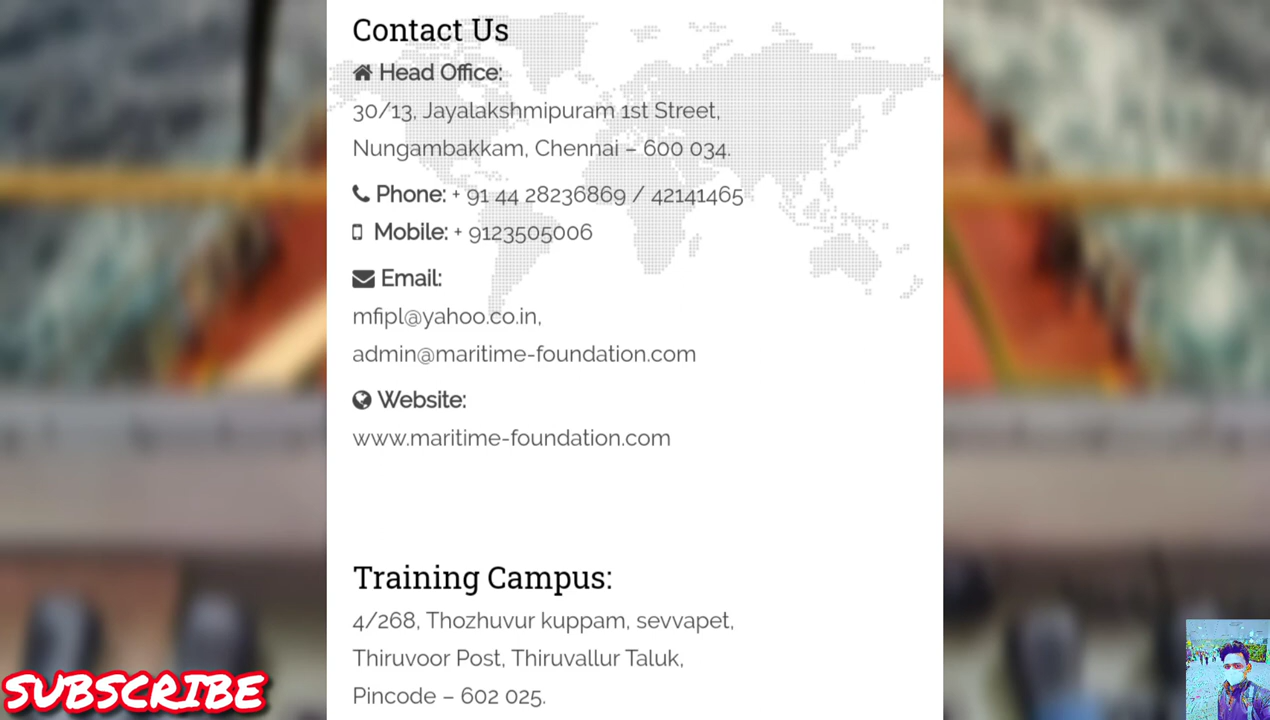 Contact Us
Head Office:
30/13, Jayalakshmipuram 1st Street,
Nungambakkam, Chennai – 600 034.
Phone: + 91 44 28236869 / 42141465
Mobile: + 9123505006
Email:
mfipl@yahoo.co.in,
admin@maritime-foundation.com
Website:
www.maritime-foundation.com
Training Campus:
4/268, Thozhuvur kuppam, sevvapet,
Thiruvoor Post, Thiruvallur Taluk,
Pincode – 602 025.
SUBSCRIBE